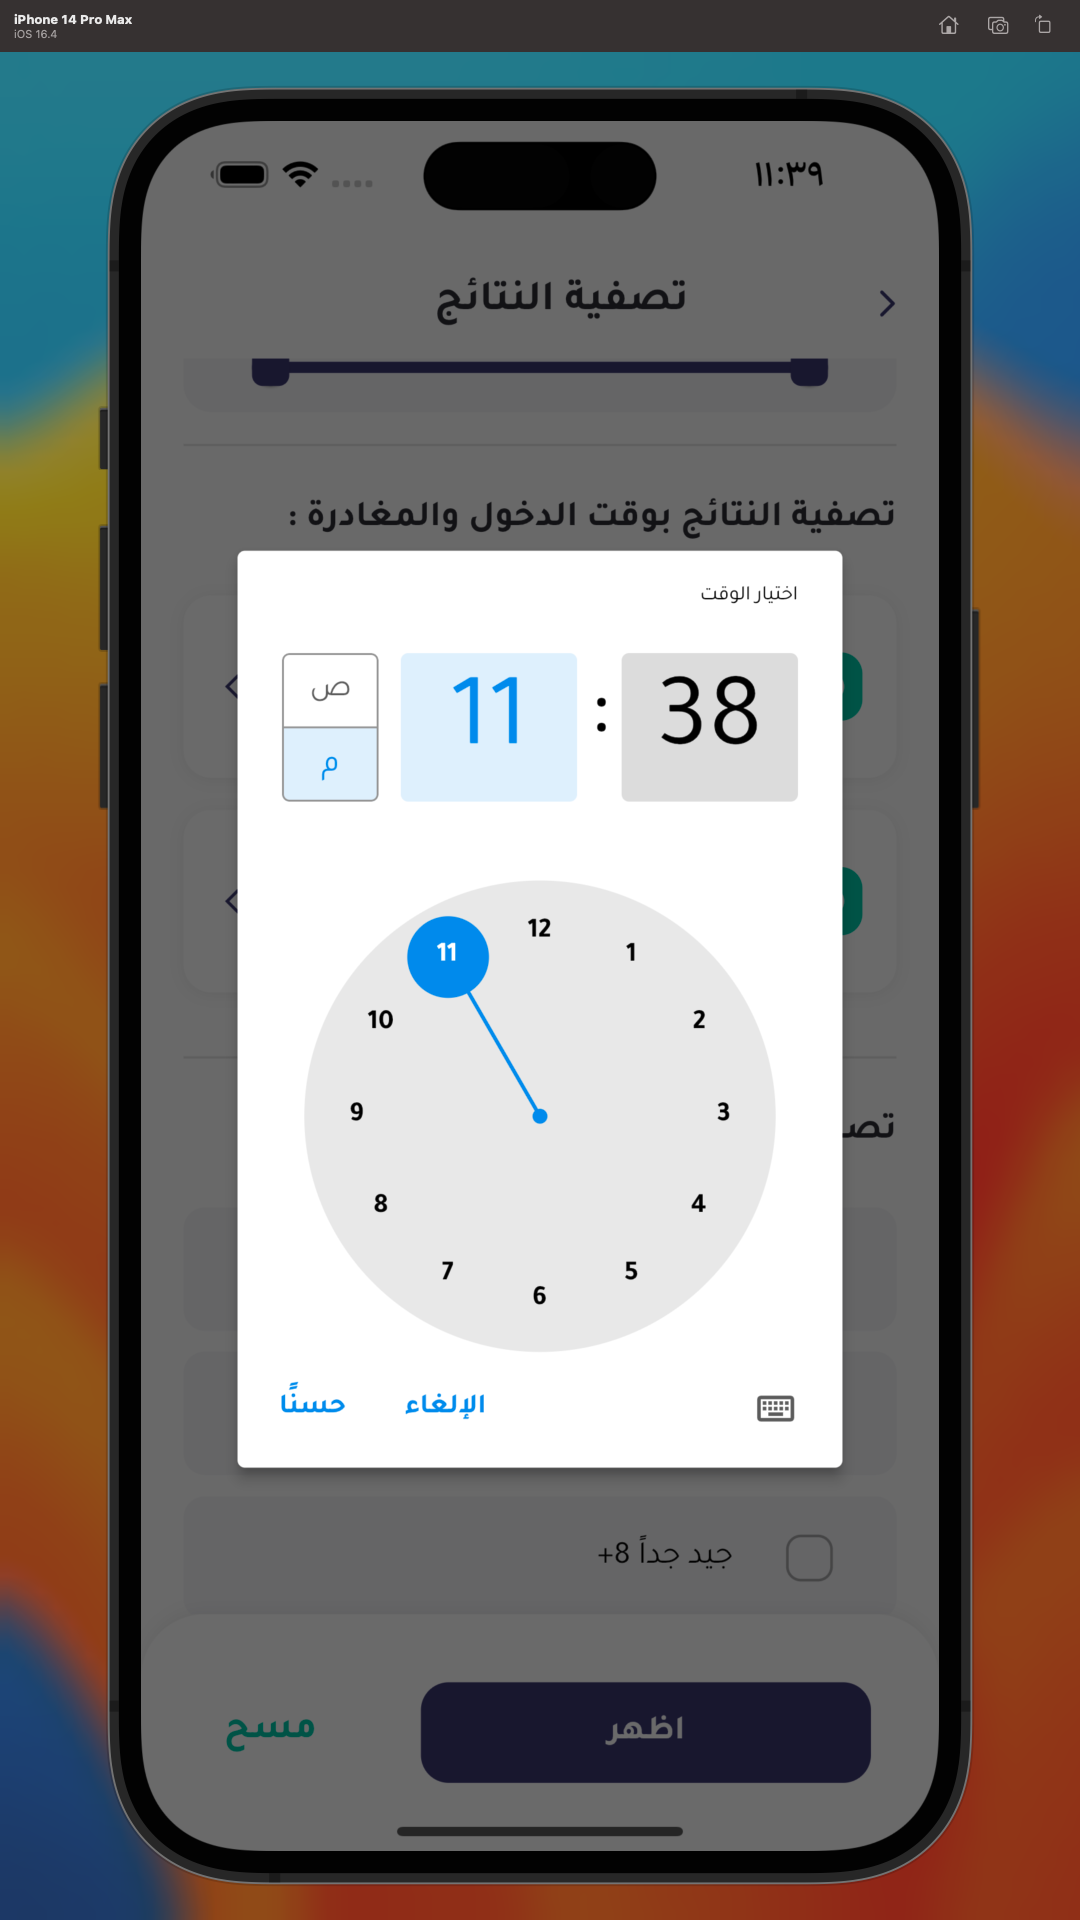 iPhone 14 Pro Max
iOS 16.4
١١:٣٩
تصفية النتائج
تصفية النتائج بوقت الدخول والمغادرة :
اختيار الوقت
11 : 38
ص
م
12
1
2
3
4
5
6
7
8
9
10
11
تصـ
الإلغاء
حسنًا
جيد جداً 8+
اظهر
مسح